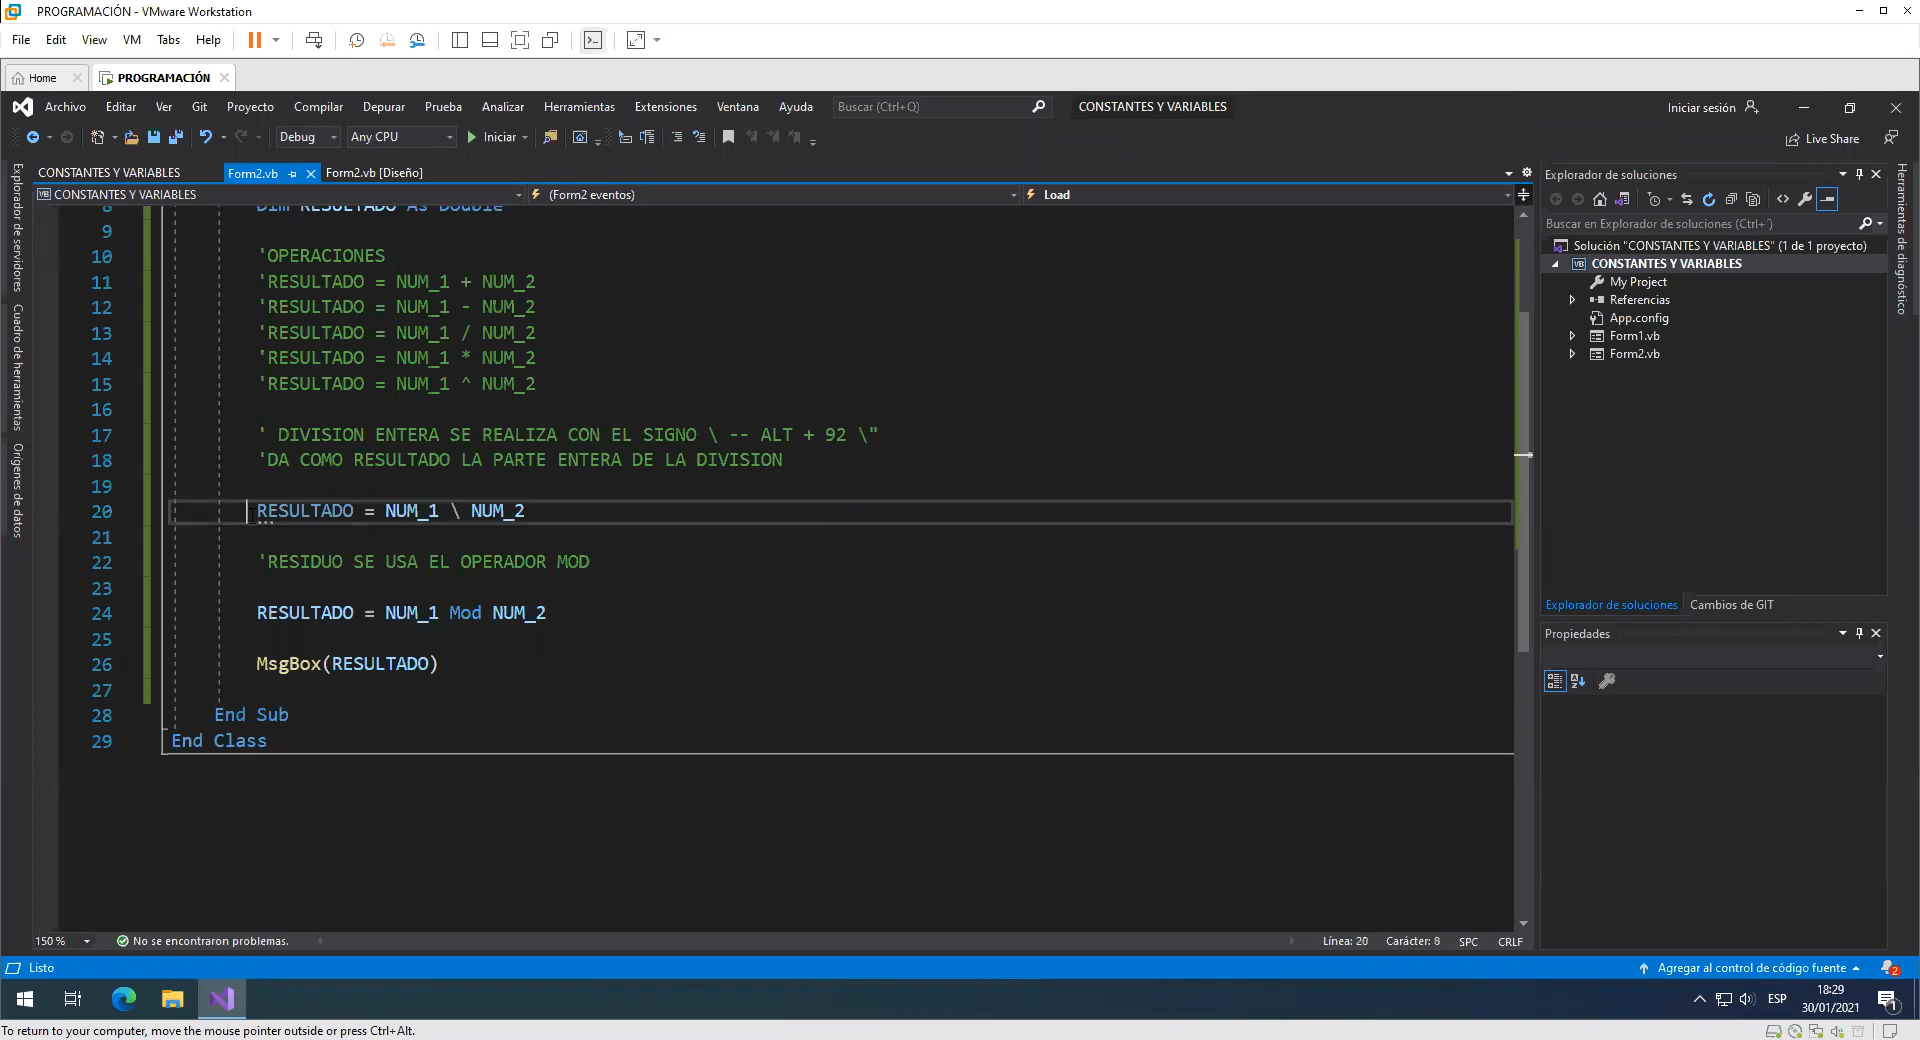 PROGRAMACIÓN - VMware Workstation
File Edit View VM Tabs Help
Home PROGRAMACIÓN
Archivo Editar Ver Git Proyecto Compilar Depurar Prueba Analizar Herramientas Extensiones Ventana Ayuda Buscar (Ctrl+Q) CONSTANTES Y VARIABLES Iniciar sesión
Debug Any CPU Iniciar Live Share
CONSTANTES Y VARIABLES Form2.vb Form2.vb [Diseño]
VB CONSTANTES Y VARIABLES (Form2 eventos) Load
Explorador de servidores
Cuadro de herramientas
Orígenes de datos
8 Dim RESULTADO As Double
9
10 'OPERACIONES
11 'RESULTADO = NUM_1 + NUM_2
12 'RESULTADO = NUM_1 - NUM_2
13 'RESULTADO = NUM_1 / NUM_2
14 'RESULTADO = NUM_1 * NUM_2
15 'RESULTADO = NUM_1 ^ NUM_2
16
17 ' DIVISION ENTERA SE REALIZA CON EL SIGNO \ -- ALT + 92 \"
18 'DA COMO RESULTADO LA PARTE ENTERA DE LA DIVISION
19
20 RESULTADO = NUM_1 \ NUM_2
21
22 'RESIDUO SE USA EL OPERADOR MOD
23
24 RESULTADO = NUM_1 Mod NUM_2
25
26 MsgBox(RESULTADO)
27
28 End Sub
29 End Class
150 % No se encontraron problemas. Línea: 20 Carácter: 8 SPC CRLF
Explorador de soluciones
Buscar en Explorador de soluciones (Ctrl+´)
Solución "CONSTANTES Y VARIABLES" (1 de 1 proyecto)
VB CONSTANTES Y VARIABLES
My Project
Referencias
App.config
Form1.vb
Form2.vb
Explorador de soluciones Cambios de GIT
Propiedades
Herramientas de diagnóstico
Listo Agregar al control de código fuente 2
ESP 18:29
30/01/2021 1
To return to your computer, move the mouse pointer outside or press Ctrl+Alt.